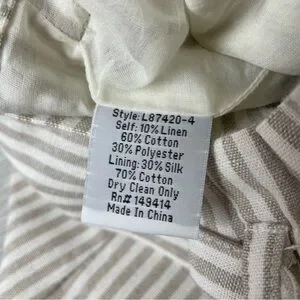 Style: L87420-4
Self: 10% Linen
60% Cotton
30% Polyester
Lining: 30% Silk
70% Cotton
Dry Clean Only
Rn# 149414
Made In China